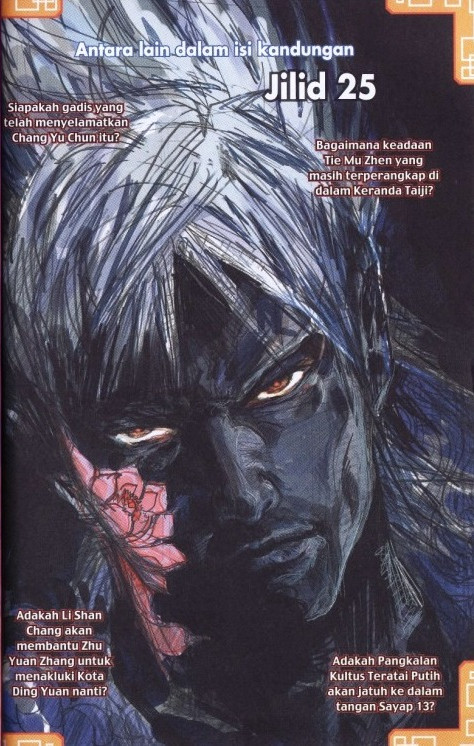 Antara lain dalam isi kandungan
Jilid 25
Siapakah gadis yang
telah menyelamatkan
Chang Yu Chun itu?
Bagaimana keadaan
Tie Mu Zhen yang
masih terperangkap di
dalam Keranda Taiji?
Adakah Li Shan
Chang akan
membantu Zhu
Yuan Zhang untuk
menakluki Kota
Ding Yuan nanti?
Adakah Pangkalan
Kultus Teratai Putih
akan jatuh ke dalam
tangan Sayap 13?